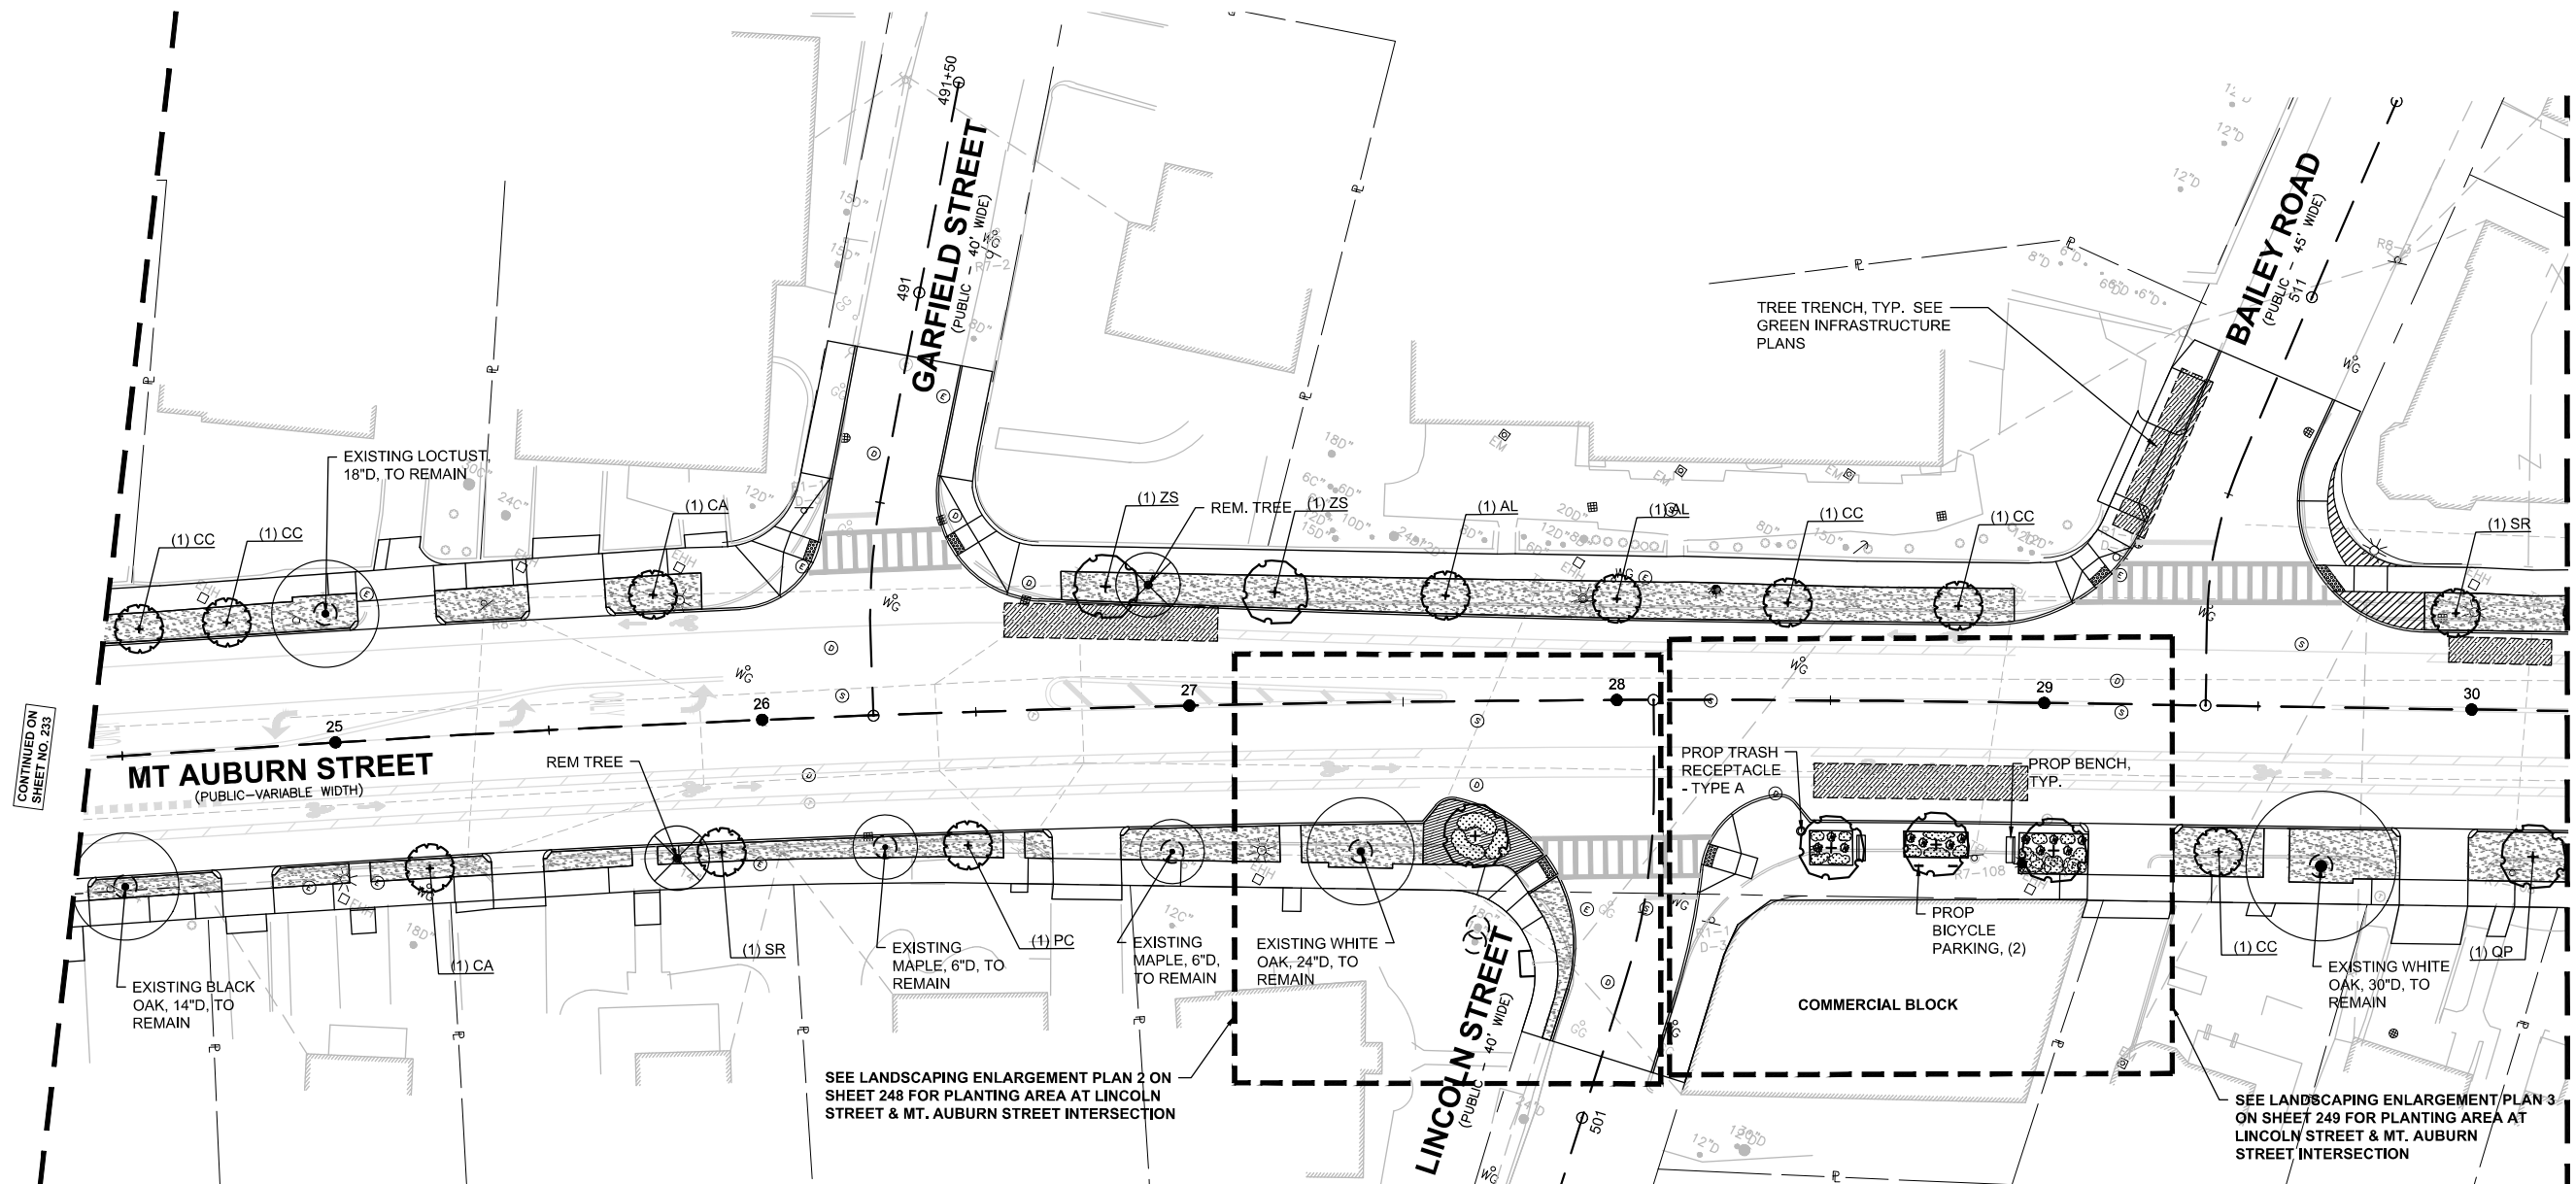 491+50
GARFIELD STREET
(PUBLIC - 40' WIDE)
491
BAILEY ROAD
(PUBLIC - 45' WIDE)
511
TREE TRENCH, TYP. SEE
GREEN INFRASTRUCTURE
PLANS
EXISTING LOCTUST,
18"D, TO REMAIN
(1) CC
(1) CC
(1) CA
(1) ZS
REM. TREE
(1) ZS
(1) AL
(1) AL
(1) CC
(1) CC
(1) SR
R7-2
R8-3
25
26
27
28
29
30
CONTINUED ON
SHEET NO. 233
MT AUBURN STREET
(PUBLIC-VARIABLE WIDTH)
REM TREE
PROP TRASH
RECEPTACLE
- TYPE A
PROP BENCH,
TYP.
R7-108
EXISTING BLACK
OAK, 14"D, TO
REMAIN
(1) CA
(1) SR
EXISTING
MAPLE, 6"D, TO
REMAIN
(1) PC
EXISTING
MAPLE, 6"D,
TO REMAIN
EXISTING WHITE
OAK, 24"D, TO
REMAIN
PROP
BICYCLE
PARKING, (2)
(1) CC
EXISTING WHITE
OAK, 30"D, TO
REMAIN
(1) QP
COMMERCIAL BLOCK
LINCOLN STREET
(PUBLIC - 40' WIDE)
501
SEE LANDSCAPING ENLARGEMENT PLAN 2 ON
SHEET 248 FOR PLANTING AREA AT LINCOLN
STREET & MT. AUBURN STREET INTERSECTION
SEE LANDSCAPING ENLARGEMENT PLAN 3
ON SHEET 249 FOR PLANTING AREA AT
LINCOLN STREET & MT. AUBURN
STREET INTERSECTION